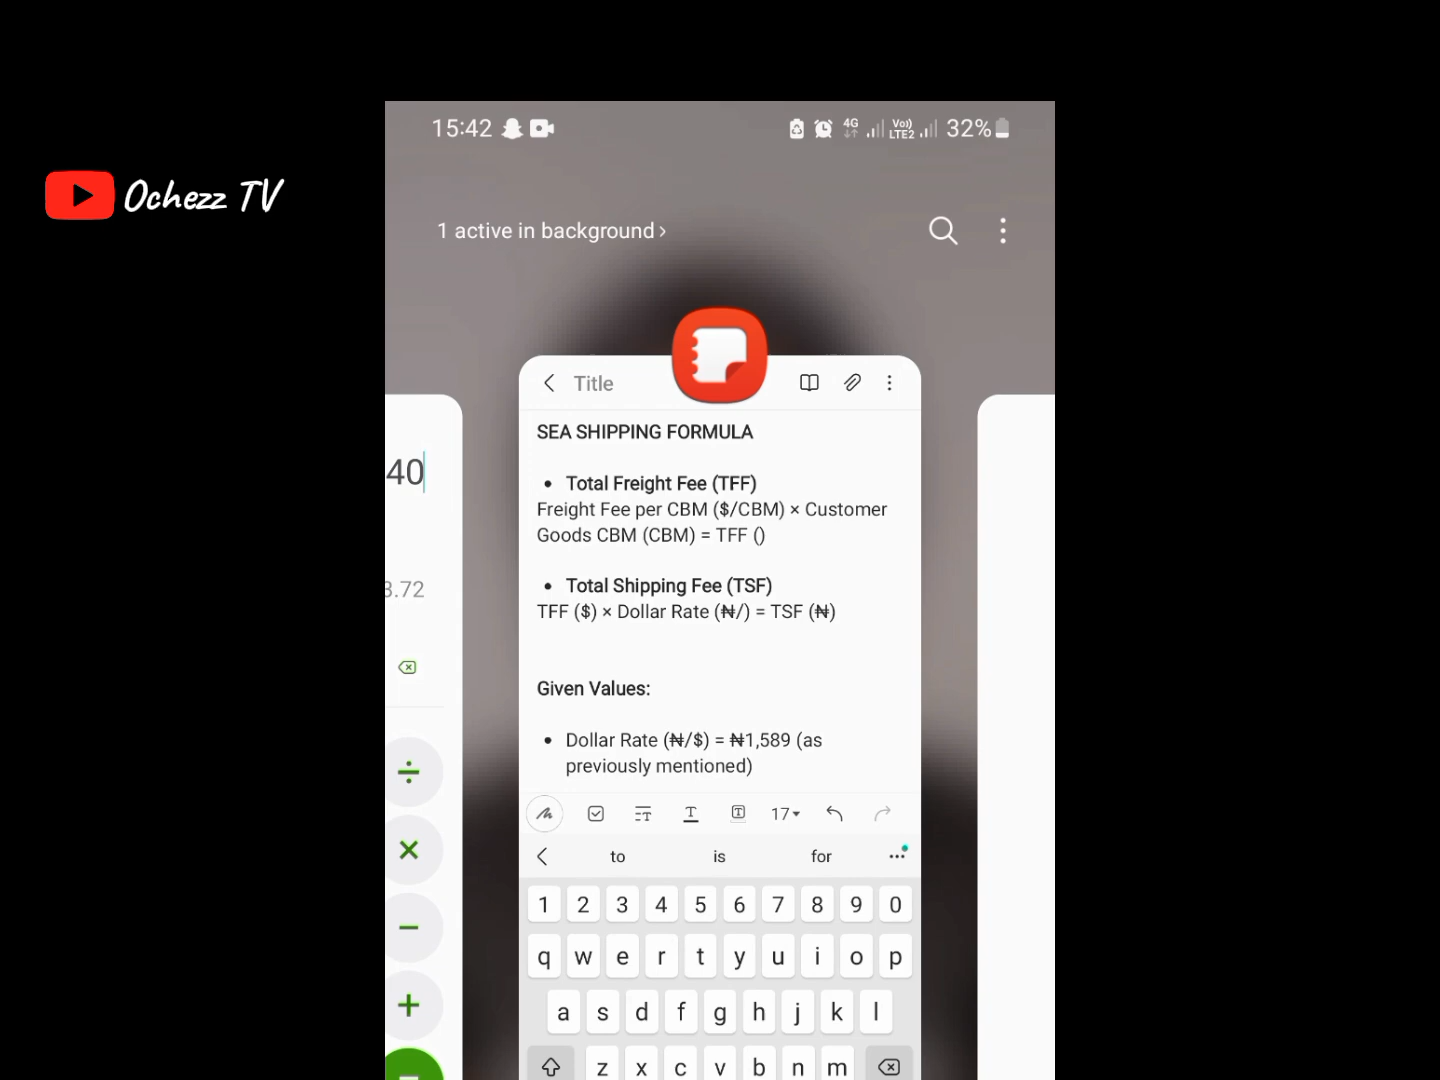 15:42
4G
Vo))
LTE2
32%
Ochezz TV
1 active in background >
Title
SEA SHIPPING FORMULA
• Total Freight Fee (TFF)
Freight Fee per CBM ($/CBM) × Customer
Goods CBM (CBM) = TFF ()
• Total Shipping Fee (TSF)
TFF ($) × Dollar Rate (₦/) = TSF (₦)
Given Values:
• Dollar Rate (₦/$) = ₦1,589 (as
previously mentioned)
40
3.72
÷
×
−
+
17
to is for
1 2 3 4 5 6 7 8 9 0
q w e r t y u i o p
a s d f g h j k l
z x c v b n m